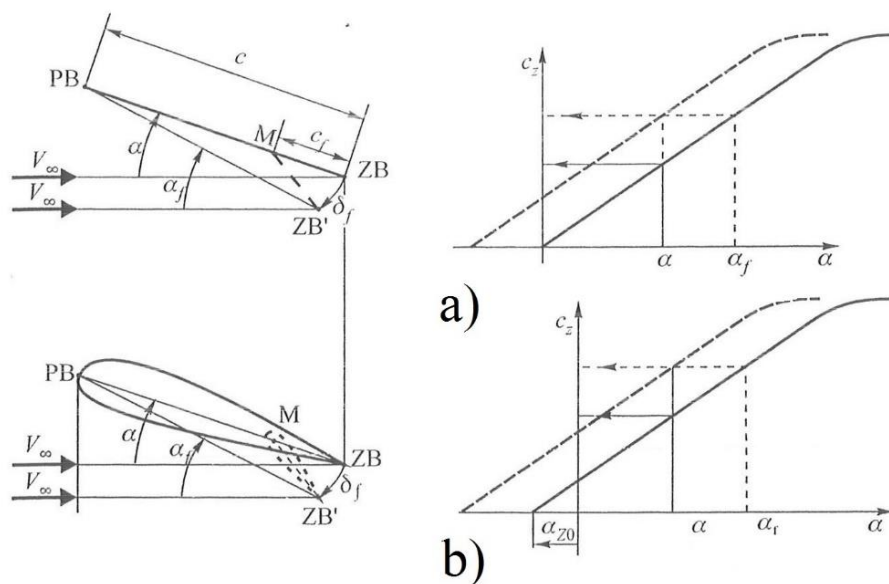 c
PB
M
c_f
α
α_f
ZB
V_∞
V_∞
δ_f
ZB'
c_z
α
α_f
α
a)
PB
M
α
α_f
ZB
V_∞
V_∞
δ_f
ZB'
c_z
α_Z0
α
α_f
α
b)